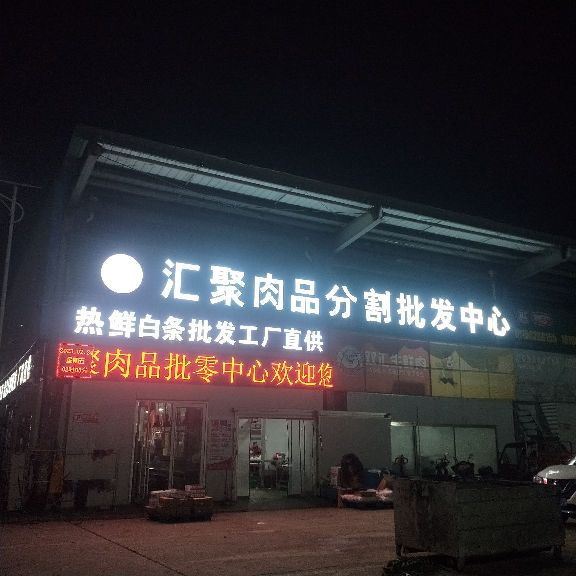 汇聚肉品分割批发中心
热鲜白条批发工厂直供
聚肉品批零中心欢迎您